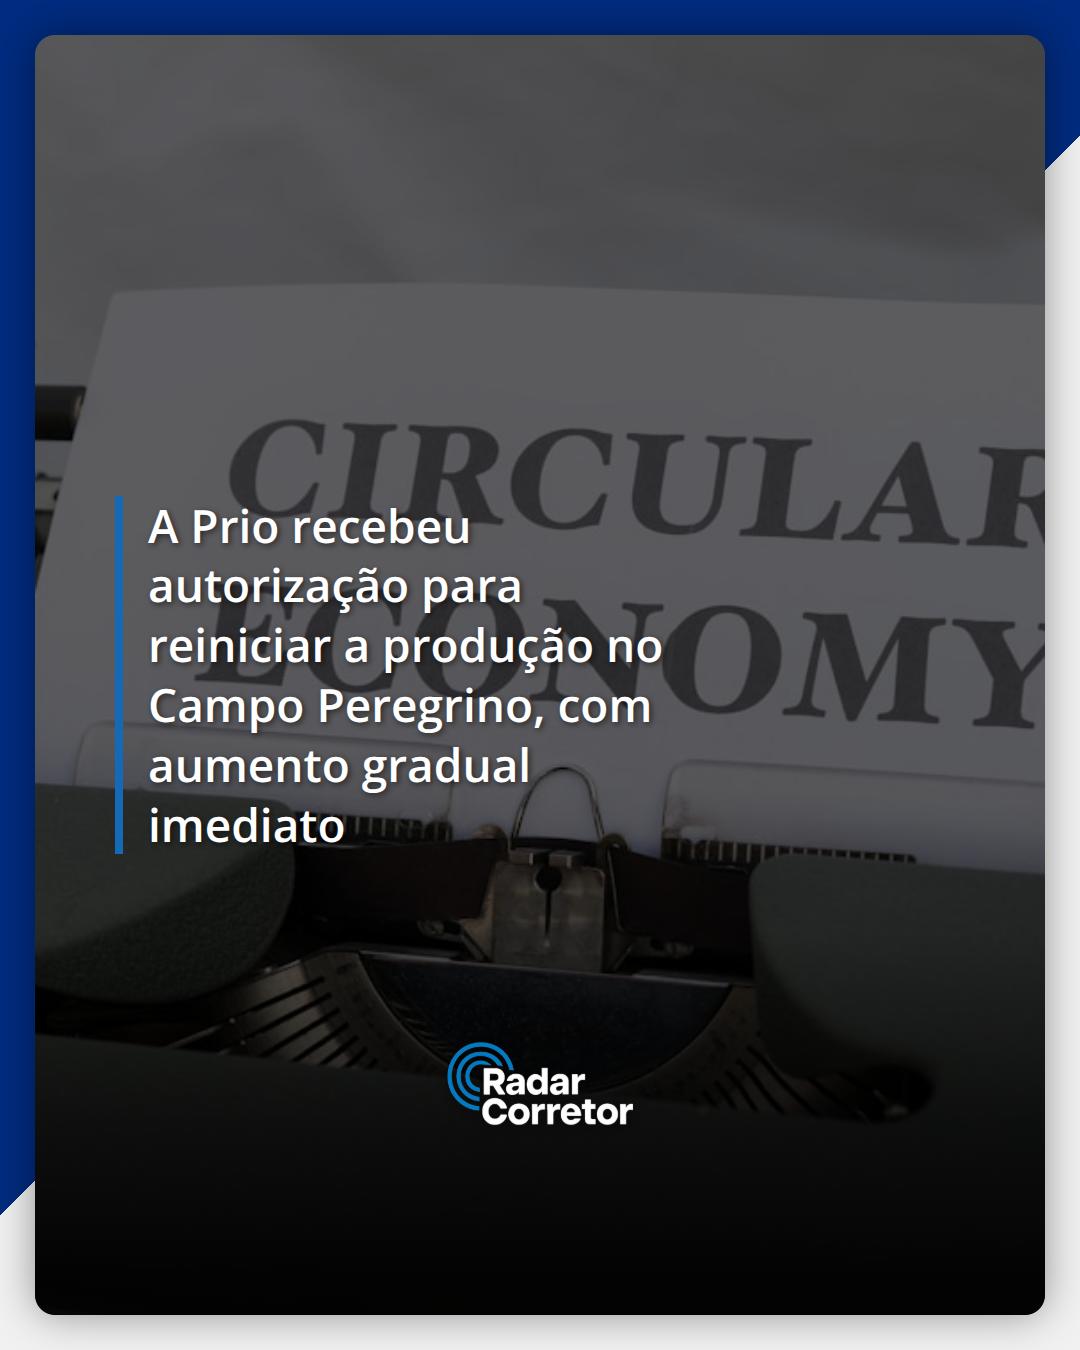 CIRCULAR
ECONOMY
A Prio recebeu
autorização para
reiniciar a produção no
Campo Peregrino, com
aumento gradual
imediato
Radar
Corretor